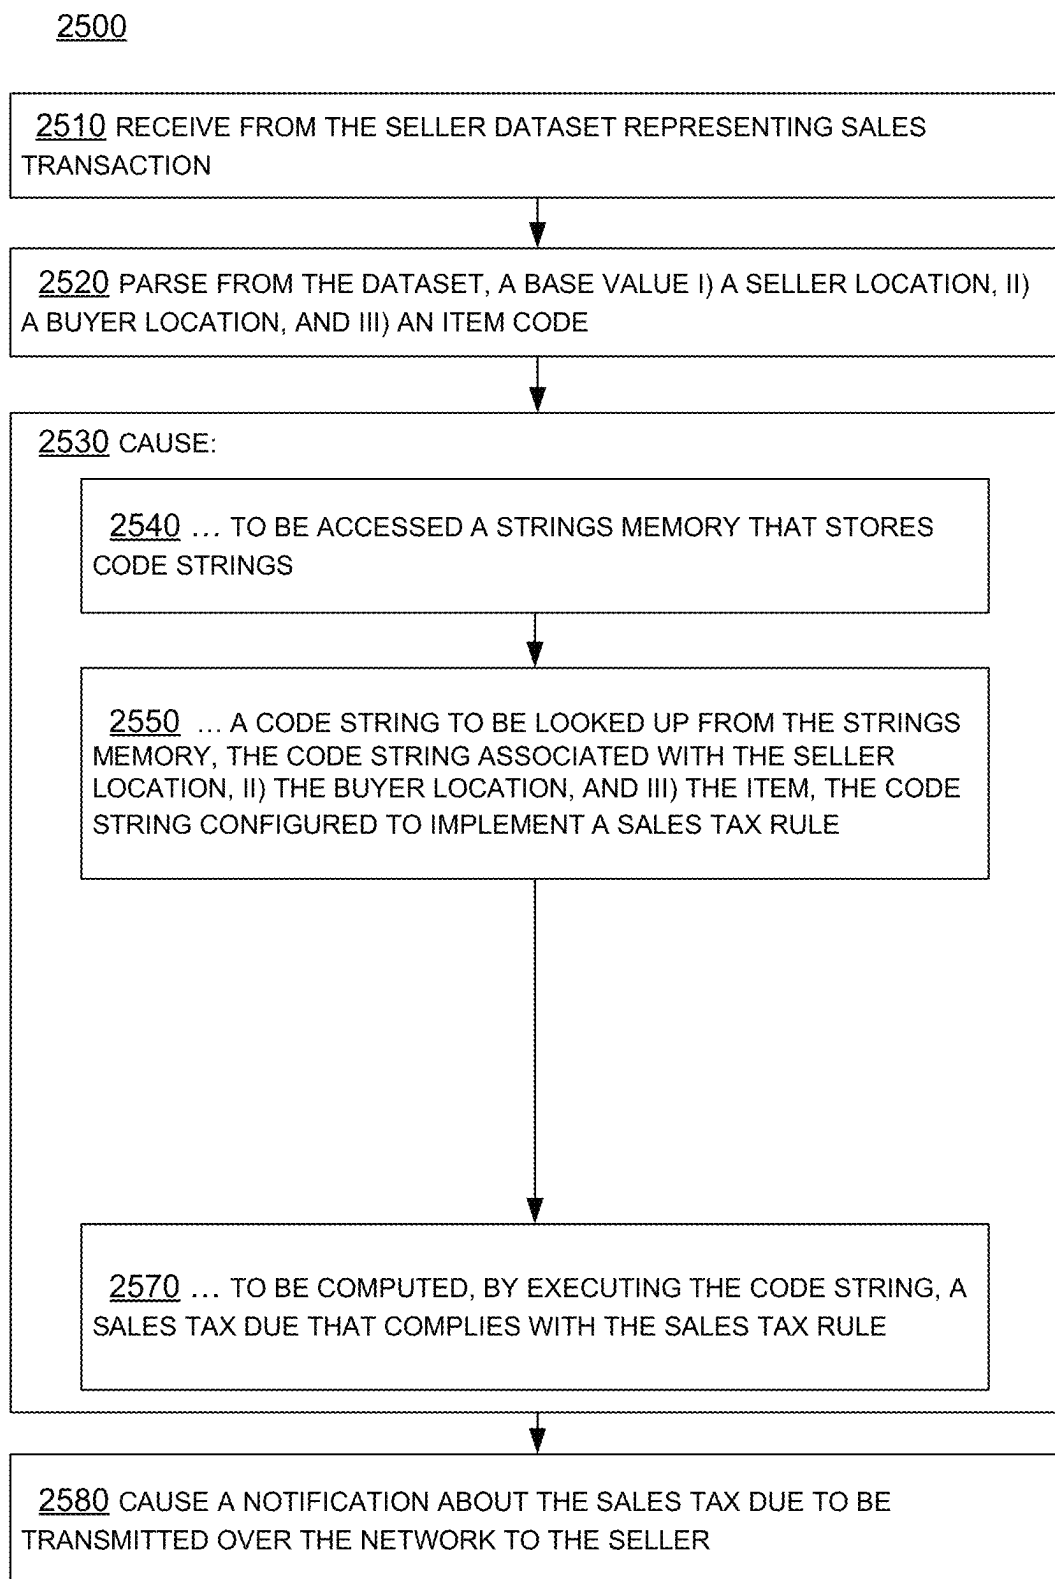 2500
2510 RECEIVE FROM THE SELLER DATASET REPRESENTING SALES
TRANSACTION
2520 PARSE FROM THE DATASET, A BASE VALUE I) A SELLER LOCATION, II)
A BUYER LOCATION, AND III) AN ITEM CODE
2530 CAUSE:
2540 ... TO BE ACCESSED A STRINGS MEMORY THAT STORES
CODE STRINGS
2550 ... A CODE STRING TO BE LOOKED UP FROM THE STRINGS
MEMORY, THE CODE STRING ASSOCIATED WITH THE SELLER
LOCATION, II) THE BUYER LOCATION, AND III) THE ITEM, THE CODE
STRING CONFIGURED TO IMPLEMENT A SALES TAX RULE
2570 ... TO BE COMPUTED, BY EXECUTING THE CODE STRING, A
SALES TAX DUE THAT COMPLIES WITH THE SALES TAX RULE
2580 CAUSE A NOTIFICATION ABOUT THE SALES TAX DUE TO BE
TRANSMITTED OVER THE NETWORK TO THE SELLER